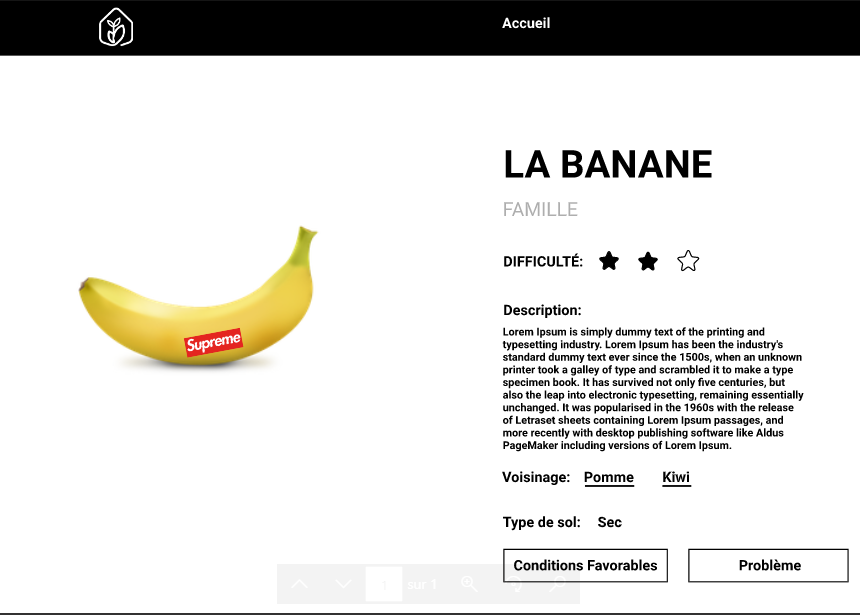 Accueil
LA BANANE
FAMILLE
DIFFICULTÉ:
Supreme
Description:
Lorem Ipsum is simply dummy text of the printing and
typesetting industry. Lorem Ipsum has been the industry's
standard dummy text ever since the 1500s, when an unknown
printer took a galley of type and scrambled it to make a type
specimen book. It has survived not only five centuries, but
also the leap into electronic typesetting, remaining essentially
unchanged. It was popularised in the 1960s with the release
of Letraset sheets containing Lorem Ipsum passages, and
more recently with desktop publishing software like Aldus
PageMaker including versions of Lorem Ipsum.
Voisinage: Pomme Kiwi
Type de sol: Sec
Conditions Favorables Problème
1 sur 1